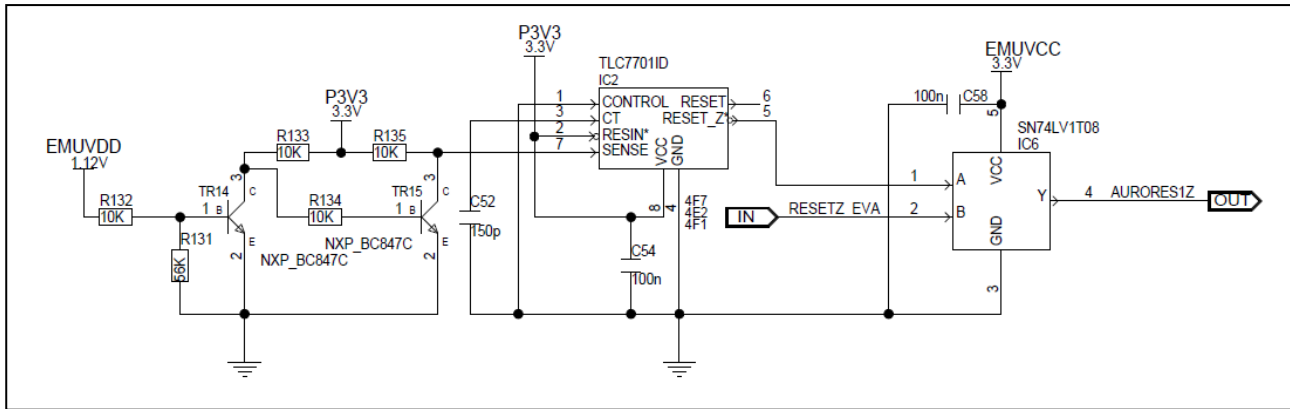 EMUVDD
1.12V
R132
10K
R131
56K
1 B
TR14
3
C
E
2
NXP_BC847C
P3V3
3.3V
R133
10K
R135
10K
R134
10K
1 B
TR15
3
C
E
2
NXP_BC847C
C52
150p
P3V3
3.3V
TLC7701ID
IC2
1
CONTROL
3
CT
2
RESIN*
7
SENSE
RESET
6
RESET_Z*
5
VCC
GND
8
4
4F7
4E2
4F1
C54
100n
IN
RESETZ_EVA
EMUVCC
3.3V
100n
C58
5
SN74LV1T08
IC6
1
A
2
B
VCC
GND
Y
4
3
AURORES1Z
OUT